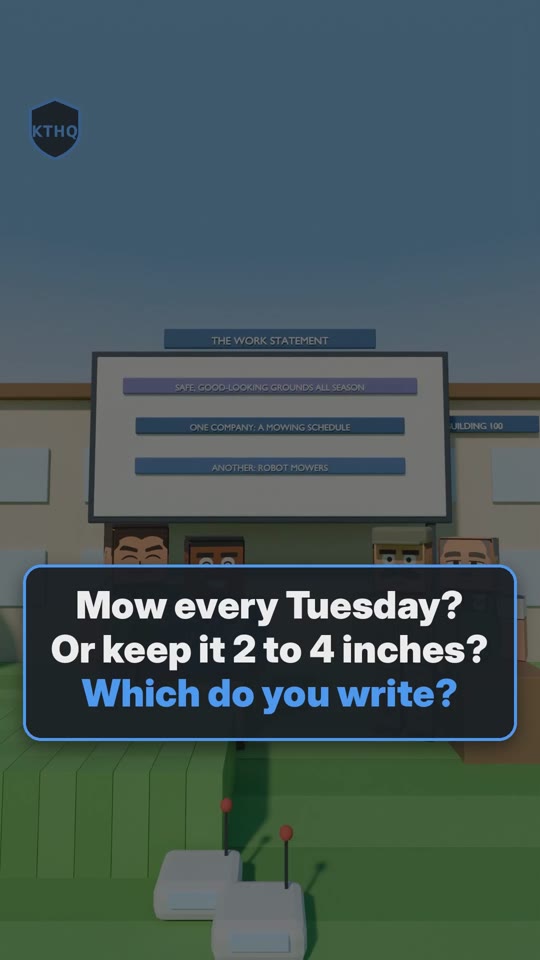 KTHQ
THE WORK STATEMENT
SAFE, GOOD-LOOKING GROUNDS ALL SEASON
ONE COMPANY: A MOWING SCHEDULE
BUILDING 100
ANOTHER: ROBOT MOWERS
Mow every Tuesday?
Or keep it 2 to 4 inches?
Which do you write?